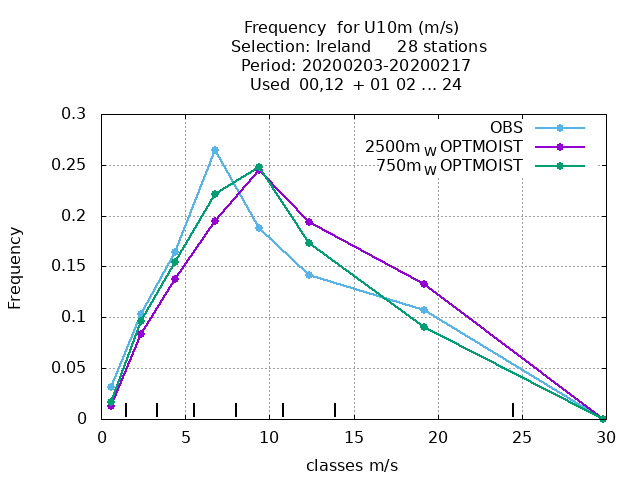 Frequency  for U10m (m/s)
Selection: Ireland     28 stations
Period: 20200203-20200217
Used  00,12  + 01 02 ... 24
OBS
2500m W OPTMOIST
750m W OPTMOIST
Frequency
0.3
0.25
0.2
0.15
0.1
0.05
0
0 5 10 15 20 25 30
classes m/s